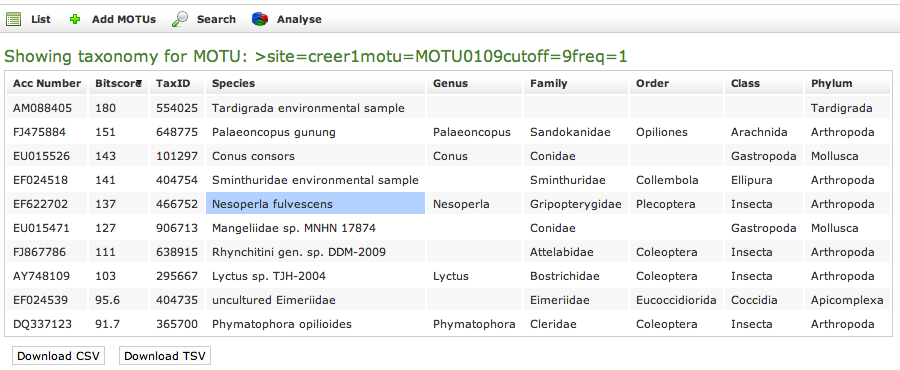 List Add MOTUs Search Analyse
Showing taxonomy for MOTU: >site=creer1motu=MOTU0109cutoff=9freq=1
Acc Number Bitscore TaxID Species Genus Family Order Class Phylum
AM088405 180 554025 Tardigrada environmental sample Tardigrada
FJ475884 151 648775 Palaeoncopus gunung Palaeoncopus Sandokanidae Opiliones Arachnida Arthropoda
EU015526 143 101297 Conus consors Conus Conidae Gastropoda Mollusca
EF024518 141 404754 Sminthuridae environmental sample Sminthuridae Collembola Ellipura Arthropoda
EF622702 137 466752 Nesoperla fulvescens Nesoperla Gripopterygidae Plecoptera Insecta Arthropoda
EU015471 127 906713 Mangeliidae sp. MNHN 17874 Conidae Gastropoda Mollusca
FJ867786 111 638915 Rhynchitini gen. sp. DDM-2009 Attelabidae Coleoptera Insecta Arthropoda
AY748109 103 295667 Lyctus sp. TJH-2004 Lyctus Bostrichidae Coleoptera Insecta Arthropoda
EF024539 95.6 404735 uncultured Eimeriidae Eimeriidae Eucoccidiorida Coccidia Apicomplexa
DQ337123 91.7 365700 Phymatophora opilioides Phymatophora Cleridae Coleoptera Insecta Arthropoda
Download CSV Download TSV